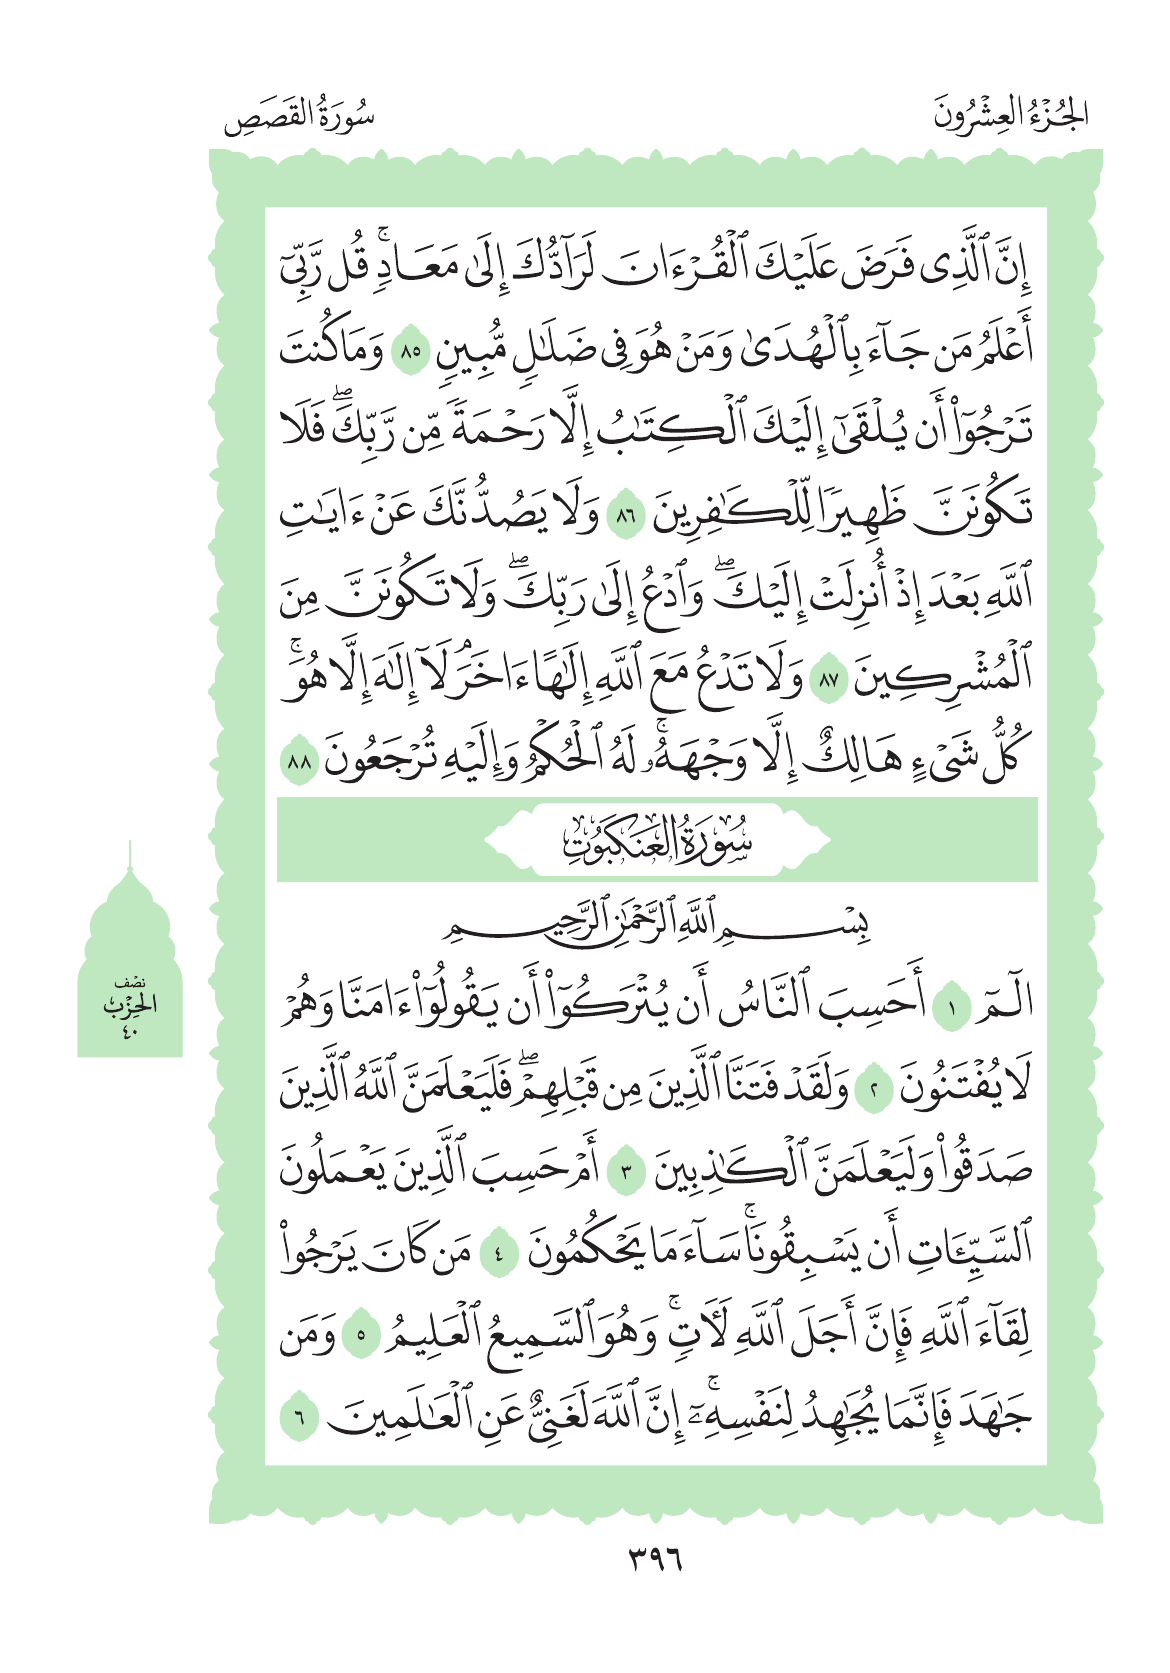 الجُزْءُ العِشْرُونَ
سُورَةُ القَصَصِ
إِنَّ ٱلَّذِى فَرَضَ عَلَيْكَ ٱلْقُرْءَانَ لَرَآدُّكَ إِلَىٰ مَعَادٍۚ قُل رَّبِّىٓ
أَعْلَمُ مَن جَآءَ بِٱلْهُدَىٰ وَمَنْ هُوَ فِى ضَلَٰلٍ مُّبِينٍ ٨٥ وَمَا كُنتَ
تَرْجُوٓا۟ أَن يُلْقَىٰٓ إِلَيْكَ ٱلْكِتَٰبُ إِلَّا رَحْمَةً مِّن رَّبِّكَۖ فَلَا
تَكُونَنَّ ظَهِيرًا لِّلْكَٰفِرِينَ ٨٦ وَلَا يَصُدُّنَّكَ عَنْ ءَايَٰتِ
ٱللَّهِ بَعْدَ إِذْ أُنزِلَتْ إِلَيْكَۖ وَٱدْعُ إِلَىٰ رَبِّكَۖ وَلَا تَكُونَنَّ مِنَ
ٱلْمُشْرِكِينَ ٨٧ وَلَا تَدْعُ مَعَ ٱللَّهِ إِلَٰهًا ءَاخَرَۘ لَآ إِلَٰهَ إِلَّا هُوَۚ
كُلُّ شَىْءٍ هَالِكٌ إِلَّا وَجْهَهُۥۚ لَهُ ٱلْحُكْمُ وَإِلَيْهِ تُرْجَعُونَ ٨٨
سُورَةُ العَنكَبُوتِ
بِسْمِ ٱللَّهِ ٱلرَّحْمَٰنِ ٱلرَّحِيمِ
الٓمٓ ١ أَحَسِبَ ٱلنَّاسُ أَن يُتْرَكُوٓا۟ أَن يَقُولُوٓا۟ ءَامَنَّا وَهُمْ
لَا يُفْتَنُونَ ٢ وَلَقَدْ فَتَنَّا ٱلَّذِينَ مِن قَبْلِهِمْۖ فَلَيَعْلَمَنَّ ٱللَّهُ ٱلَّذِينَ
صَدَقُوا۟ وَلَيَعْلَمَنَّ ٱلْكَٰذِبِينَ ٣ أَمْ حَسِبَ ٱلَّذِينَ يَعْمَلُونَ
ٱلسَّيِّـَٔاتِ أَن يَسْبِقُونَاۚ سَآءَ مَا يَحْكُمُونَ ٤ مَن كَانَ يَرْجُوا۟
لِقَآءَ ٱللَّهِ فَإِنَّ أَجَلَ ٱللَّهِ لَـَٔاتٍۚ وَهُوَ ٱلسَّمِيعُ ٱلْعَلِيمُ ٥ وَمَن
جَٰهَدَ فَإِنَّمَا يُجَٰهِدُ لِنَفْسِهِۦٓۚ إِنَّ ٱللَّهَ لَغَنِىٌّ عَنِ ٱلْعَٰلَمِينَ ٦
نصف
الحِزْب
٤٠
٣٩٦